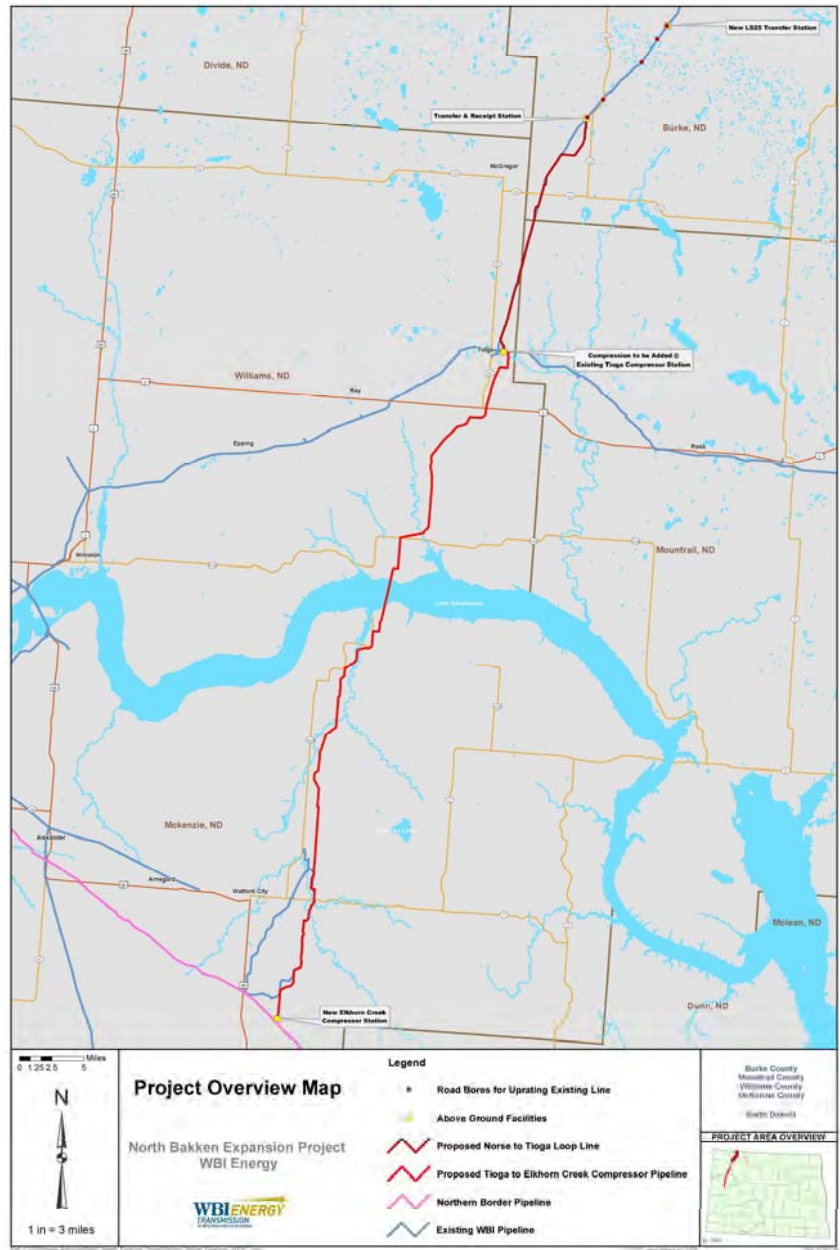 New LS25 Transfer Station
Divide, ND
Transfer & Receipt Station
Burke, ND
McGregor
Tioga
Compression to be Added @
Existing Tioga Compressor Station
Williams, ND
Ray
Epping
Ross
Williston
Mountrail, ND
Lake Sakakawea
Mckenzie, ND
Alexander
Arnegard
Watford City
Mclean, ND
Dunn, ND
New Elkhorn Creek
Compressor Station
0 1.25 2.5 5 Miles
N
1 in = 3 miles
Project Overview Map
North Bakken Expansion Project
WBI Energy
WBI ENERGY
TRANSMISSION
Legend
Road Bores for Uprating Existing Line
Above Ground Facilities
Proposed Norse to Tioga Loop Line
Proposed Tioga to Elkhorn Creek Compressor Pipeline
Northern Border Pipeline
Existing WBI Pipeline
Burke County
Mountrail County
Williams County
McKenzie County
North Dakota
PROJECT AREA OVERVIEW